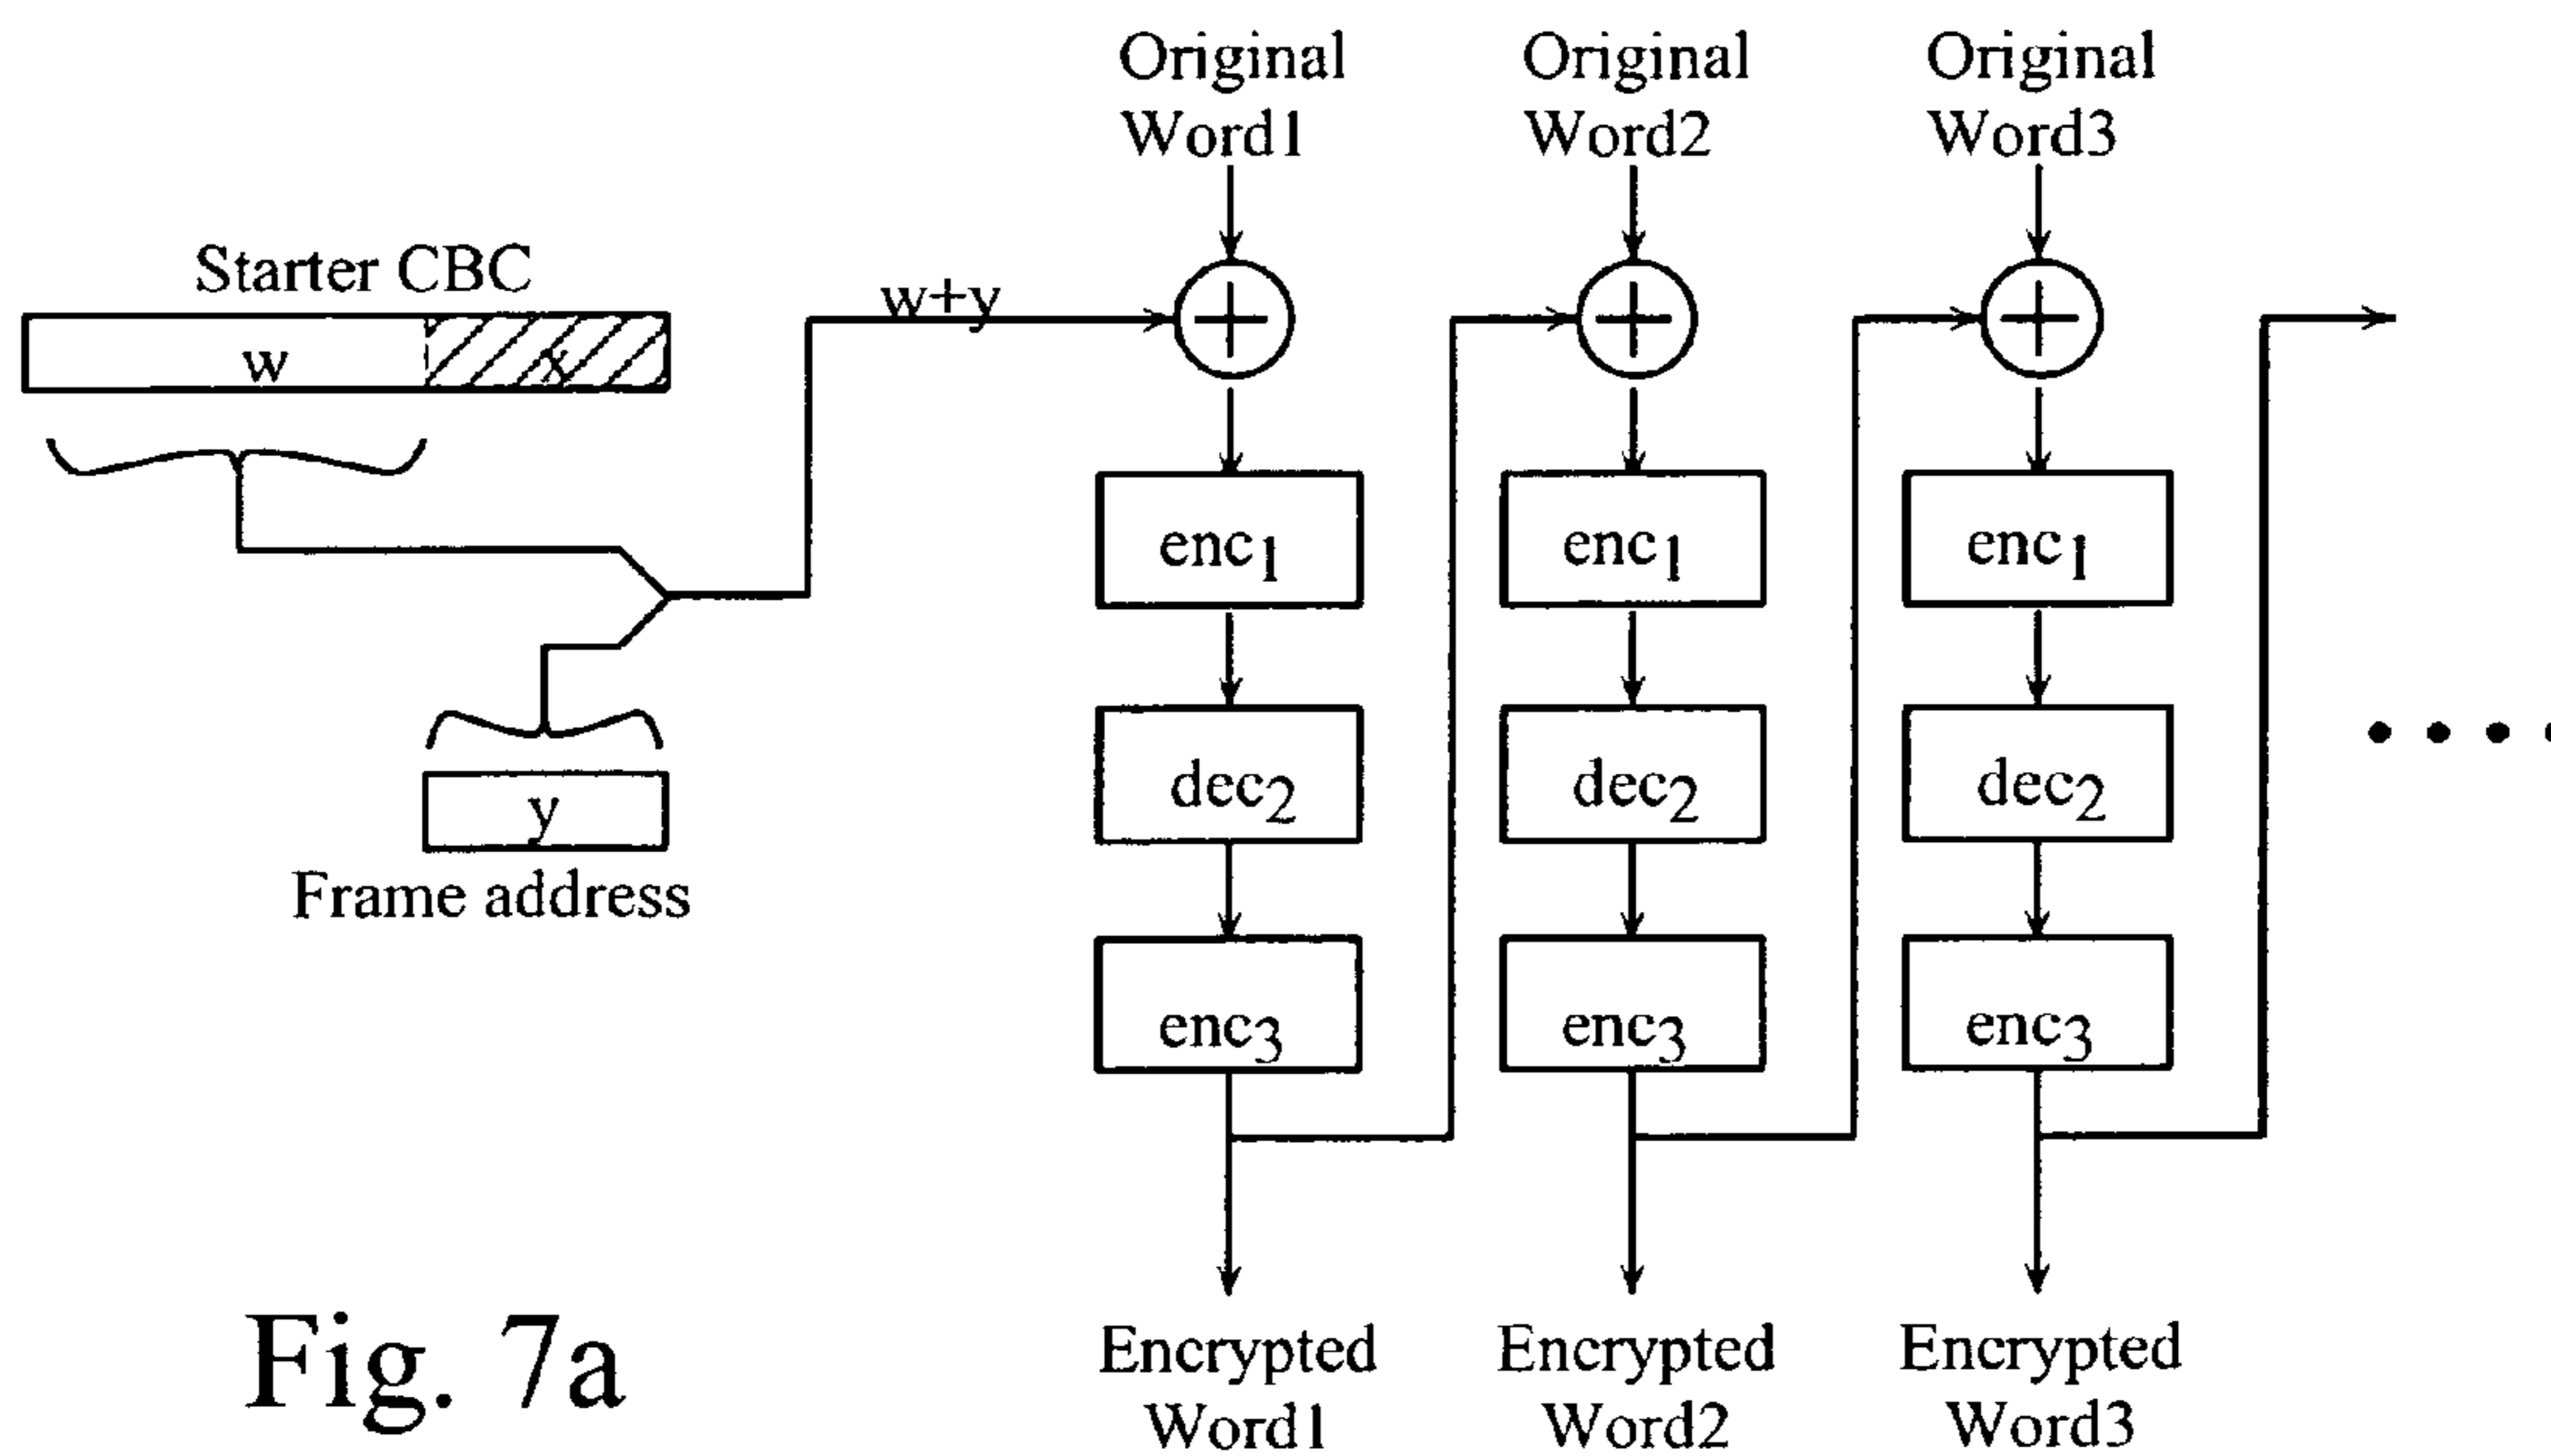 Original
Word1
Original
Word2
Original
Word3
Starter CBC
w
x
w+y
y
Frame address
enc1
enc1
enc1
dec2
dec2
dec2
enc3
enc3
enc3
Encrypted
Word1
Encrypted
Word2
Encrypted
Word3
Fig. 7a